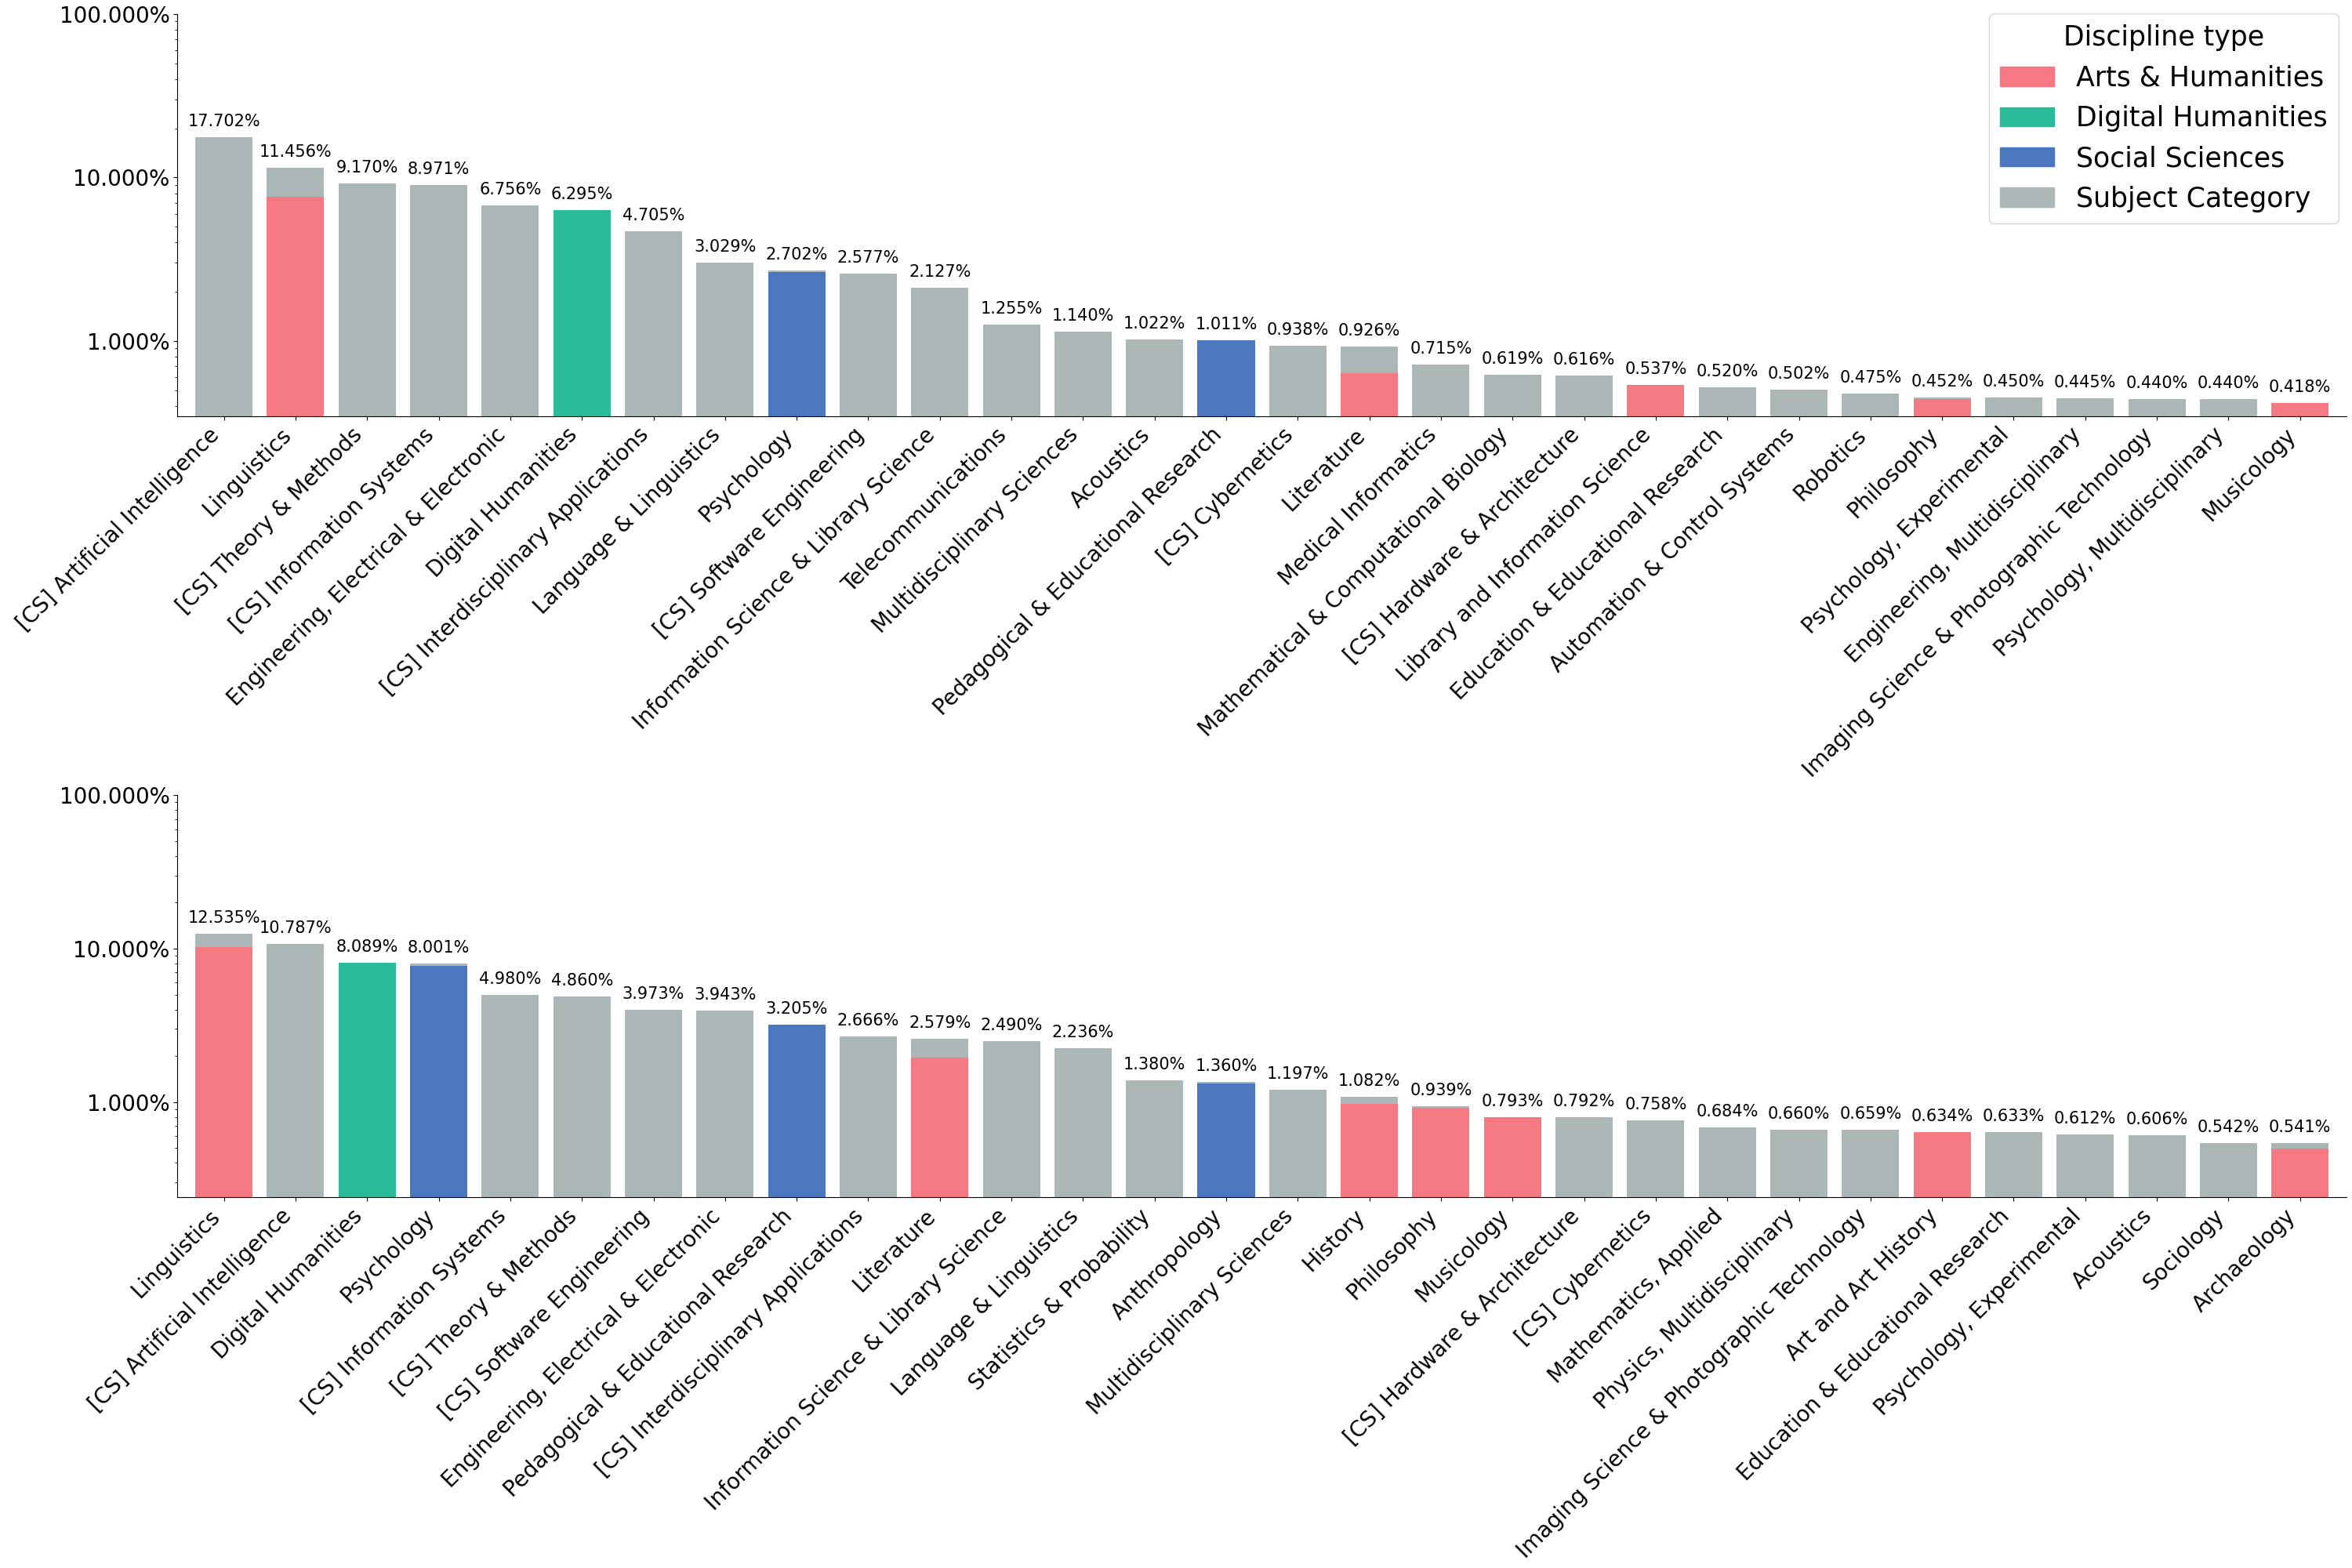 100.000%
10.000%
1.000%
Discipline type
Arts & Humanities
Digital Humanities
Social Sciences
Subject Category
17.702%
11.456%
9.170%
8.971%
6.756%
6.295%
4.705%
3.029%
2.702%
2.577%
2.127%
1.255%
1.140%
1.022%
1.011%
0.938%
0.926%
0.715%
0.619%
0.616%
0.537%
0.520%
0.502%
0.475%
0.452%
0.450%
0.445%
0.440%
0.440%
0.418%
[CS] Artificial Intelligence
Linguistics
[CS] Theory & Methods
[CS] Information Systems
Engineering, Electrical & Electronic
Digital Humanities
[CS] Interdisciplinary Applications
Language & Linguistics
Psychology
[CS] Software Engineering
Information Science & Library Science
Telecommunications
Multidisciplinary Sciences
Acoustics
Pedagogical & Educational Research
[CS] Cybernetics
Literature
Medical Informatics
Mathematical & Computational Biology
[CS] Hardware & Architecture
Library and Information Science
Education & Educational Research
Automation & Control Systems
Robotics
Philosophy
Psychology, Experimental
Engineering, Multidisciplinary
Imaging Science & Photographic Technology
Psychology, Multidisciplinary
Musicology
100.000%
10.000%
1.000%
12.535%
10.787%
8.089%
8.001%
4.980%
4.860%
3.973%
3.943%
3.205%
2.666%
2.579%
2.490%
2.236%
1.380%
1.360%
1.197%
1.082%
0.939%
0.793%
0.792%
0.758%
0.684%
0.660%
0.659%
0.634%
0.633%
0.612%
0.606%
0.542%
0.541%
Linguistics
[CS] Artificial Intelligence
Digital Humanities
Psychology
[CS] Information Systems
[CS] Theory & Methods
[CS] Software Engineering
Engineering, Electrical & Electronic
Pedagogical & Educational Research
[CS] Interdisciplinary Applications
Literature
Information Science & Library Science
Language & Linguistics
Statistics & Probability
Anthropology
Multidisciplinary Sciences
History
Philosophy
Musicology
[CS] Hardware & Architecture
[CS] Cybernetics
Mathematics, Applied
Physics, Multidisciplinary
Imaging Science & Photographic Technology
Art and Art History
Education & Educational Research
Psychology, Experimental
Acoustics
Sociology
Archaeology